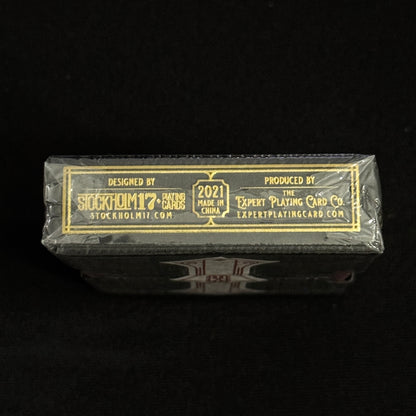 DESIGNED BY
STOCKHOLM17
PLAYING
CARDS
STOCKHOLM17.COM
2021
MADE IN
CHINA
PRODUCED BY
THE
EXPERT PLAYING CARD CO.
EXPERTPLAYINGCARD.COM